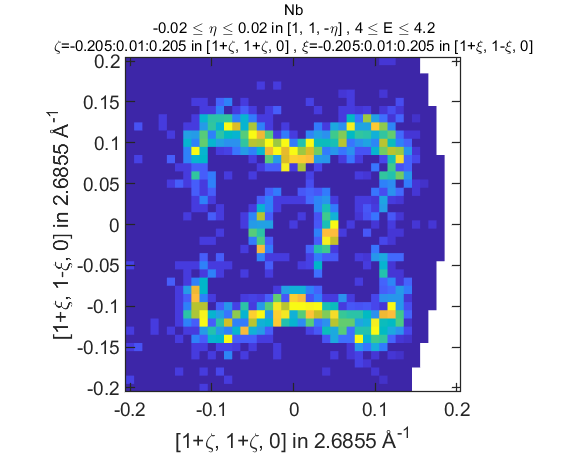 Nb
-0.02 ≤ η ≤ 0.02 in [1, 1, -η] , 4 ≤ E ≤ 4.2
ζ=-0.205:0.01:0.205 in [1+ζ, 1+ζ, 0] , ξ=-0.205:0.01:0.205 in [1+ξ, 1-ξ, 0]
0.2
0.15
0.1
0.05
0
-0.05
-0.1
-0.15
-0.2
[1+ξ, 1-ξ, 0] in 2.6855 Å⁻¹
-0.2 -0.1 0 0.1 0.2
[1+ζ, 1+ζ, 0] in 2.6855 Å⁻¹